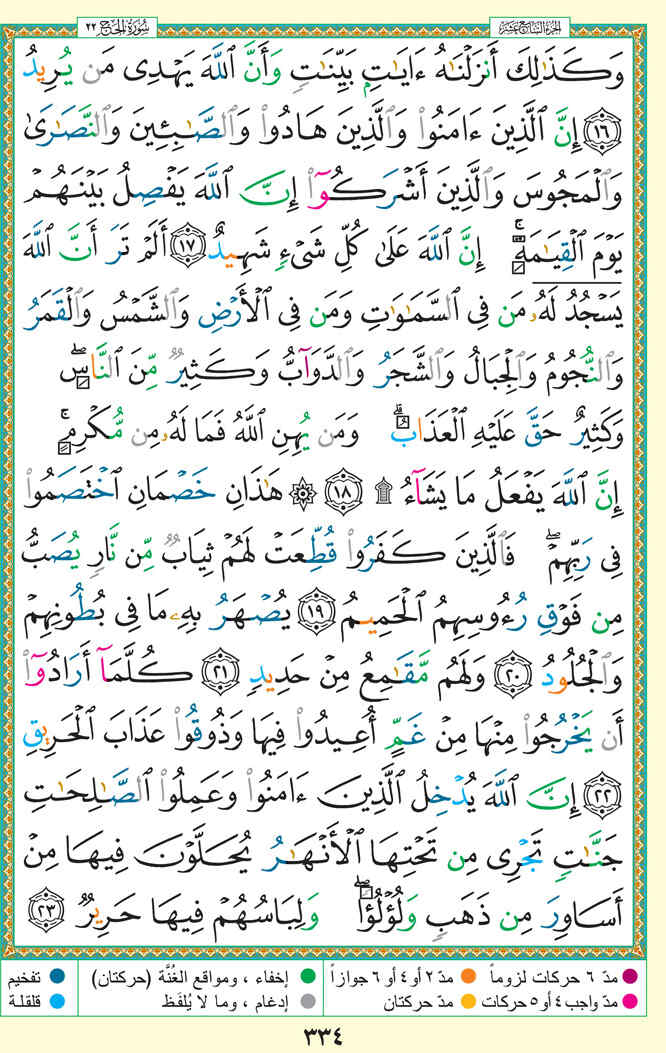 سُورَةُ الحَجّ ٢٢
الجزء السابع عشر
وَكَذَٰلِكَ أَنزَلْنَٰهُ ءَايَٰتٍۭ بَيِّنَٰتٍ وَأَنَّ ٱللَّهَ يَهْدِى مَن يُرِيدُ
﴿١٦﴾ إِنَّ ٱلَّذِينَ ءَامَنُوا۟ وَٱلَّذِينَ هَادُوا۟ وَٱلصَّٰبِـِٔينَ وَٱلنَّصَٰرَىٰ
وَٱلْمَجُوسَ وَٱلَّذِينَ أَشْرَكُوٓا۟ إِنَّ ٱللَّهَ يَفْصِلُ بَيْنَهُمْ
يَوْمَ ٱلْقِيَٰمَةِ ۚ إِنَّ ٱللَّهَ عَلَىٰ كُلِّ شَىْءٍ شَهِيدٌ ﴿١٧﴾ أَلَمْ تَرَ أَنَّ ٱللَّهَ
يَسْجُدُ لَهُۥ مَن فِى ٱلسَّمَٰوَٰتِ وَمَن فِى ٱلْأَرْضِ وَٱلشَّمْسُ وَٱلْقَمَرُ
وَٱلنُّجُومُ وَٱلْجِبَالُ وَٱلشَّجَرُ وَٱلدَّوَآبُّ وَكَثِيرٌ مِّنَ ٱلنَّاسِ ۖ
وَكَثِيرٌ حَقَّ عَلَيْهِ ٱلْعَذَابُ ۗ وَمَن يُهِنِ ٱللَّهُ فَمَا لَهُۥ مِن مُّكْرِمٍ ۚ
إِنَّ ٱللَّهَ يَفْعَلُ مَا يَشَآءُ ۩ ﴿١٨﴾ ۞ هَٰذَانِ خَصْمَانِ ٱخْتَصَمُوا۟
فِى رَبِّهِمْ ۖ فَٱلَّذِينَ كَفَرُوا۟ قُطِّعَتْ لَهُمْ ثِيَابٌ مِّن نَّارٍ يُصَبُّ
مِن فَوْقِ رُءُوسِهِمُ ٱلْحَمِيمُ ﴿١٩﴾ يُصْهَرُ بِهِۦ مَا فِى بُطُونِهِمْ
وَٱلْجُلُودُ ﴿٢٠﴾ وَلَهُم مَّقَٰمِعُ مِنْ حَدِيدٍ ﴿٢١﴾ كُلَّمَآ أَرَادُوٓا۟
أَن يَخْرُجُوا۟ مِنْهَا مِنْ غَمٍّ أُعِيدُوا۟ فِيهَا وَذُوقُوا۟ عَذَابَ ٱلْحَرِيقِ
﴿٢٢﴾ إِنَّ ٱللَّهَ يُدْخِلُ ٱلَّذِينَ ءَامَنُوا۟ وَعَمِلُوا۟ ٱلصَّٰلِحَٰتِ
جَنَّٰتٍ تَجْرِى مِن تَحْتِهَا ٱلْأَنْهَٰرُ يُحَلَّوْنَ فِيهَا مِنْ
أَسَاوِرَ مِن ذَهَبٍ وَلُؤْلُؤًا ۖ وَلِبَاسُهُمْ فِيهَا حَرِيرٌ ﴿٢٣﴾
مدّ ٦ حركات لزوماً
مدّ ٢ أو ٤ أو ٦ جوازاً
إخفاء ، ومواقع الغُنَّة (حركتان)
تفخيم
مدّ واجب ٤ أو ٥ حركات
مدّ حركتان
إدغام ، وما لا يُلفَظ
قلقلة
٣٣٤